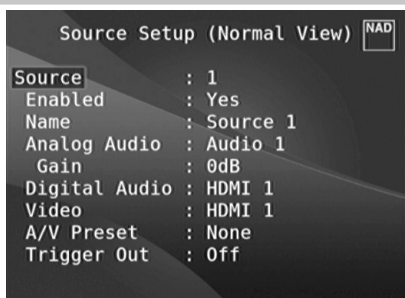 Source Setup (Normal View) NAD
Source : 1
Enabled : Yes
Name : Source 1
Analog Audio : Audio 1
Gain : 0dB
Digital Audio : HDMI 1
Video : HDMI 1
A/V Preset : None
Trigger Out : Off